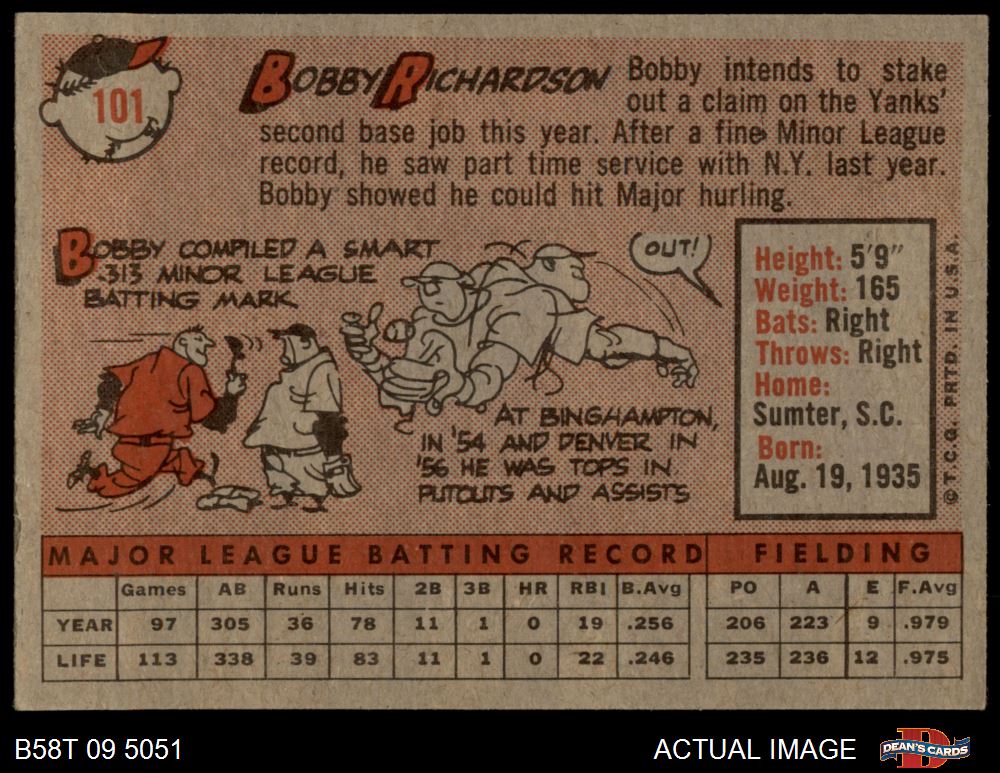 101
BOBBY RICHARDSON
Bobby intends to stake
out a claim on the Yanks'
second base job this year. After a fine Minor League
record, he saw part time service with N.Y. last year.
Bobby showed he could hit Major hurling.
BOBBY COMPILED A SMART
.313 MINOR LEAGUE
BATTING MARK
OUT!
AT BINGHAMPTON,
IN '54 AND DENVER IN
'56 HE WAS TOPS IN
PUTOUTS AND ASSISTS
Height: 5'9"
Weight: 165
Bats: Right
Throws: Right
Home:
Sumter, S.C.
Born:
Aug. 19, 1935
© T.C.G. PRTD. IN U.S.A.
MAJOR LEAGUE BATTING RECORD FIELDING
Games AB Runs Hits 2B 3B HR RBI B.Avg PO A E F.Avg
YEAR 97 305 36 78 11 1 0 19 .256 206 223 9 .979
LIFE 113 338 39 83 11 1 0 22 .246 235 236 12 .975
B58T 09 5051 ACTUAL IMAGE DEAN'S CARDS